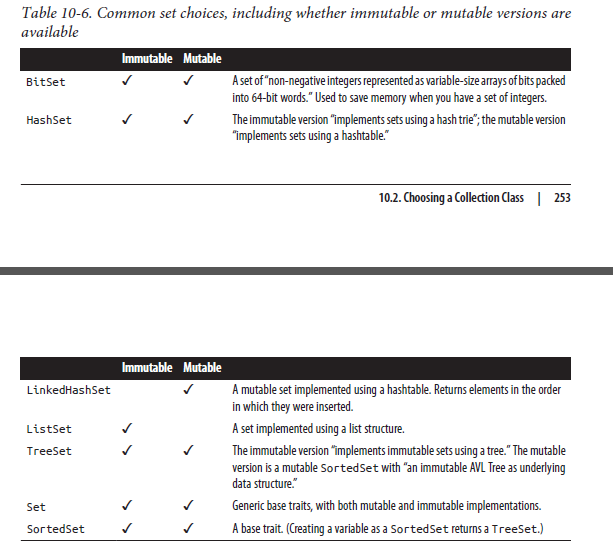 Table 10-6. Common set choices, including whether immutable or mutable versions are
available
Immutable Mutable
BitSet ✓ ✓ A set of “non-negative integers represented as variable-size arrays of bits packed
into 64-bit words.” Used to save memory when you have a set of integers.
HashSet ✓ ✓ The immutable version “implements sets using a hash trie”; the mutable version
“implements sets using a hashtable.”
10.2. Choosing a Collection Class | 253
Immutable Mutable
LinkedHashSet ✓ A mutable set implemented using a hashtable. Returns elements in the order
in which they were inserted.
ListSet ✓ A set implemented using a list structure.
TreeSet ✓ ✓ The immutable version “implements immutable sets using a tree.” The mutable
version is a mutable SortedSet with “an immutable AVL Tree as underlying
data structure.”
Set ✓ ✓ Generic base traits, with both mutable and immutable implementations.
SortedSet ✓ ✓ A base trait. (Creating a variable as a SortedSet returns a TreeSet.)